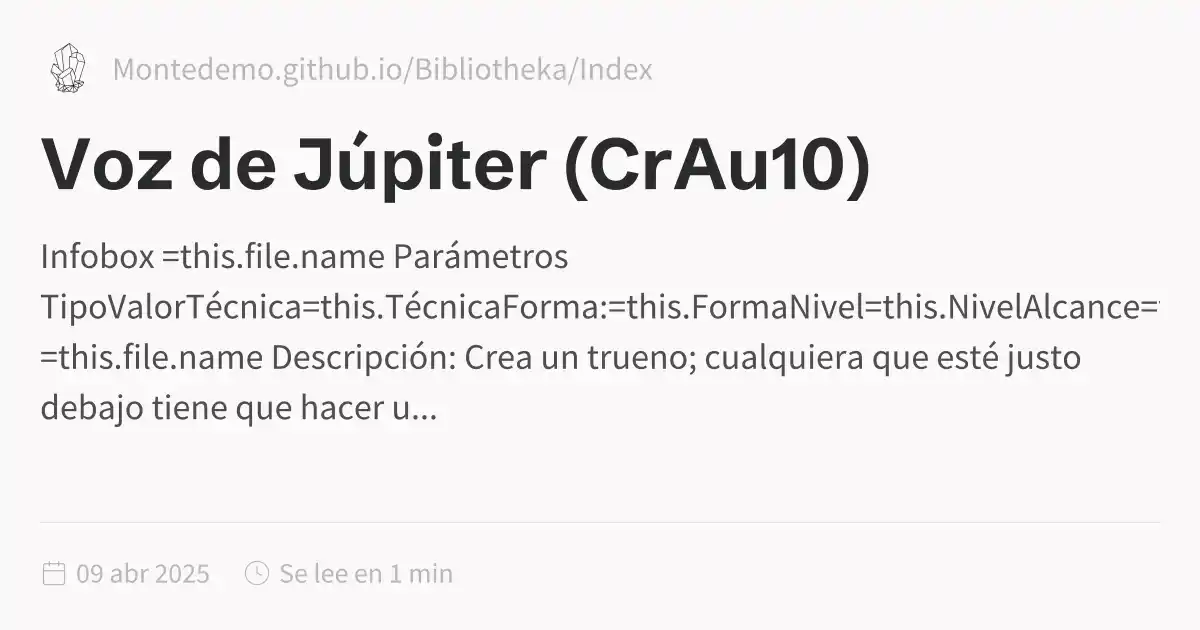 Montedemo.github.io/Bibliotheka/Index
Voz de Júpiter (CrAu10)
Infobox =this.file.name Parámetros
TipoValorTécnica=this.TécnicaForma:=this.FormaNivel=this.NivelAlcance=
=this.file.name Descripción: Crea un trueno; cualquiera que esté justo
debajo tiene que hacer u...
09 abr 2025 Se lee en 1 min